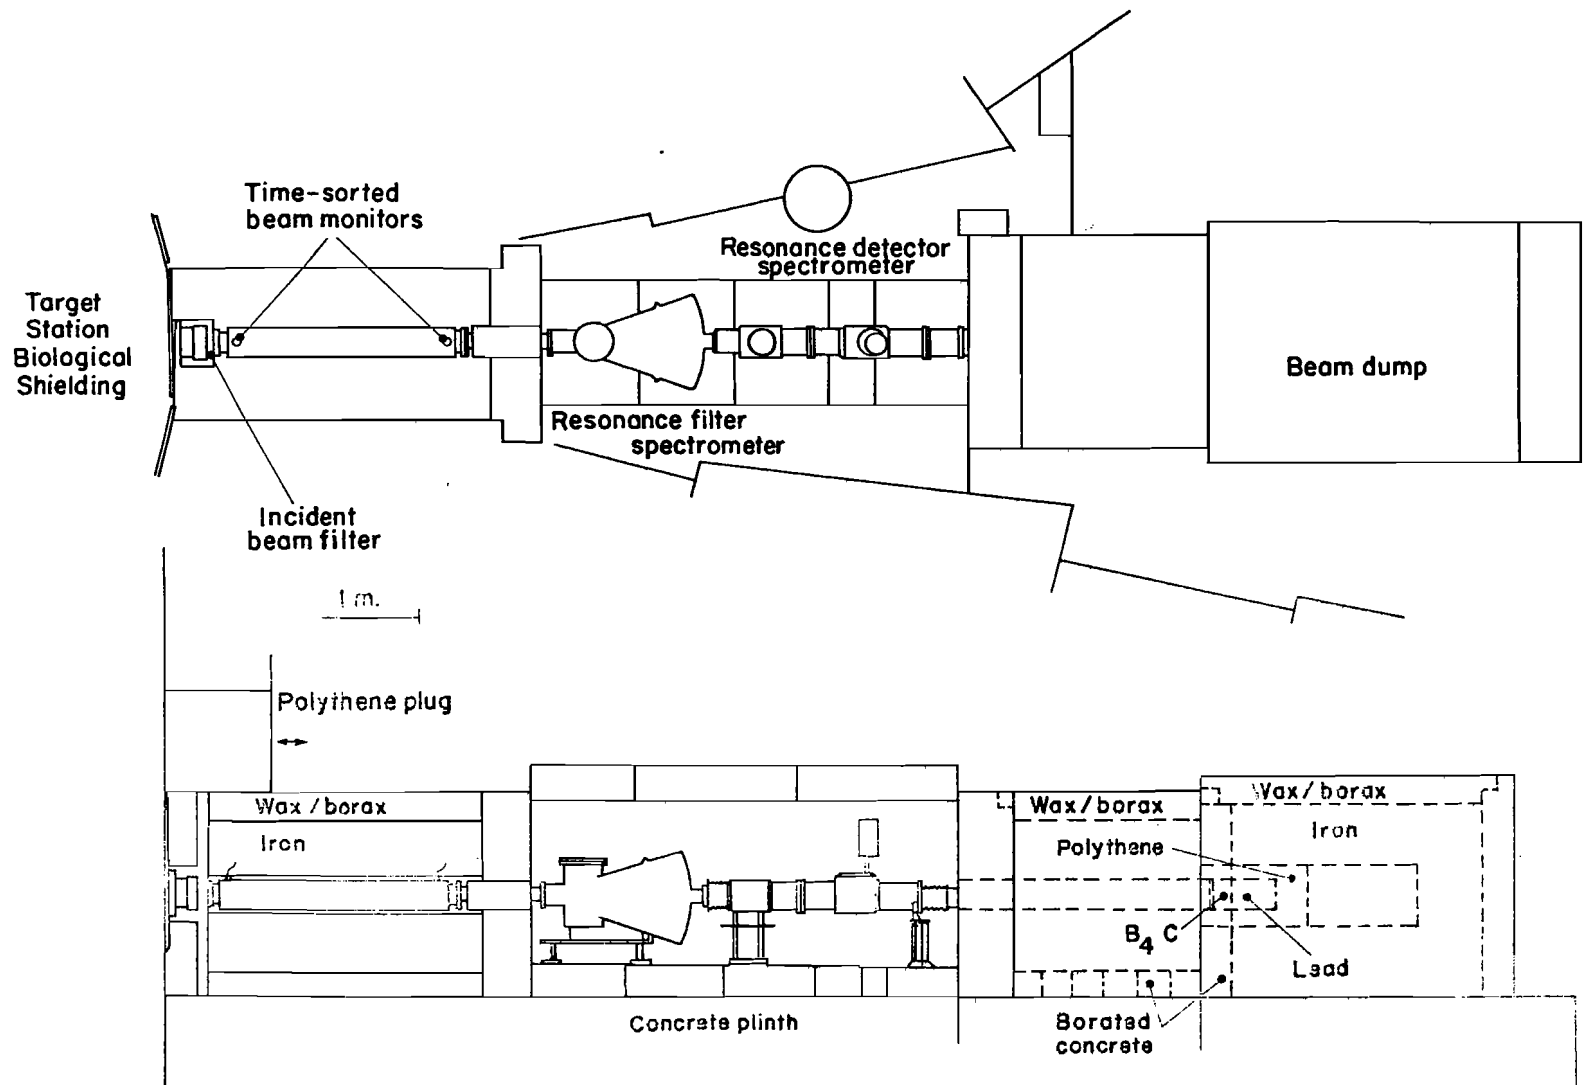 Time-sorted
beam monitors
Resonance detector
spectrometer
Target
Station
Biological
Shielding
Beam dump
Resonance filter
spectrometer
Incident
beam filter
1 m.
Polythene plug
Wax / borax
Wax / borax
Wax / borax
Iron
Iron
Polythene
B4 C
Lead
Concrete plinth
Borated
concrete